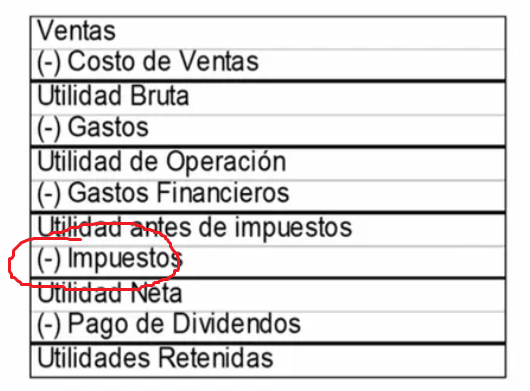 Ventas
(-) Costo de Ventas
Utilidad Bruta
(-) Gastos
Utilidad de Operación
(-) Gastos Financieros
Utilidad antes de impuestos
(-) Impuestos
Utilidad Neta
(-) Pago de Dividendos
Utilidades Retenidas